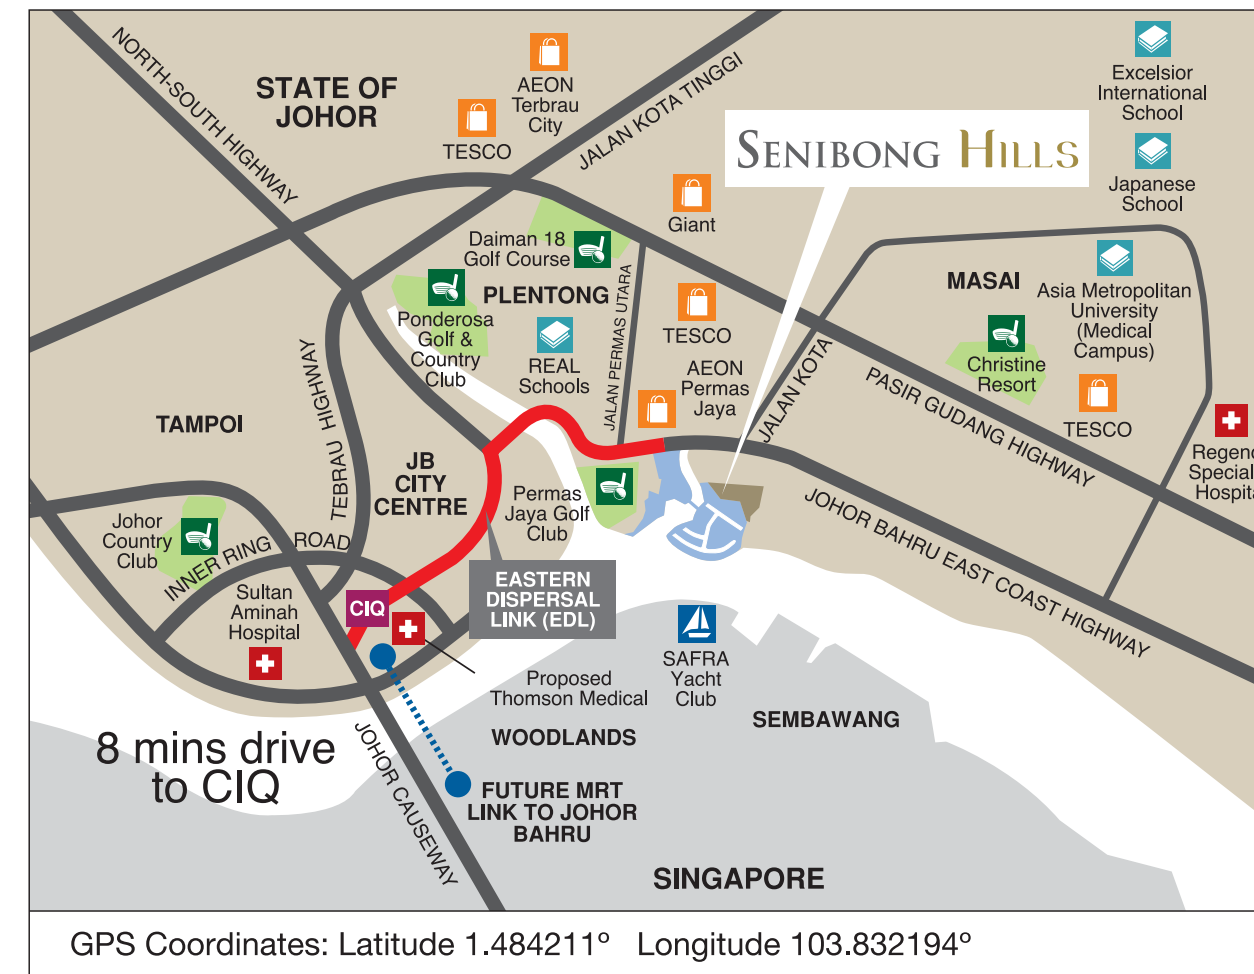 NORTH-SOUTH HIGHWAY
STATE OF
JOHOR
AEON
Terbrau
City
TESCO
JALAN KOTA TINGGI
SENIBONG HILLS
Excelsior
International
School
Japanese
School
Giant
Daiman 18
Golf Course
PLENTONG
Ponderosa
Golf &
Country
Club
REAL
Schools
JALAN PERMAS UTARA
TESCO
AEON
Permas
Jaya
MASAI
Asia Metropolitan
University
(Medical
Campus)
Christine
Resort
TESCO
JALAN KOTA
PASIR GUDANG HIGHWAY
Special
Hospita
TAMPOI
TEBRAU HIGHWAY
JB
CITY
CENTRE
Permas
Jaya Golf
Club
JOHOR BAHRU EAST COAST HIGHWAY
Johor
Country
Club
INNER RING ROAD
Sultan
Aminah
Hospital
CIQ
EASTERN
DISPERSAL
LINK (EDL)
Proposed
Thomson Medical
SAFRA
Yacht
Club
SEMBAWANG
WOODLANDS
8 mins drive
to CIQ
JOHOR CAUSEWAY
FUTURE MRT
LINK TO JOHOR
BAHRU
SINGAPORE
GPS Coordinates: Latitude 1.484211º Longitude 103.832194º